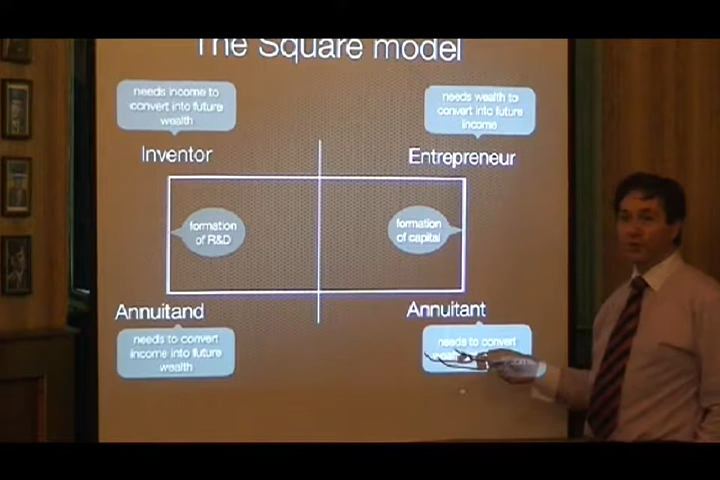 The Square model
needs income to
convert into future
wealth
needs wealth to
convert into future
income
Inventor
Entrepreneur
formation
of R&D
formation
of capital
Annuitand
Annuitant
needs to convert
income into future
wealth
needs to convert